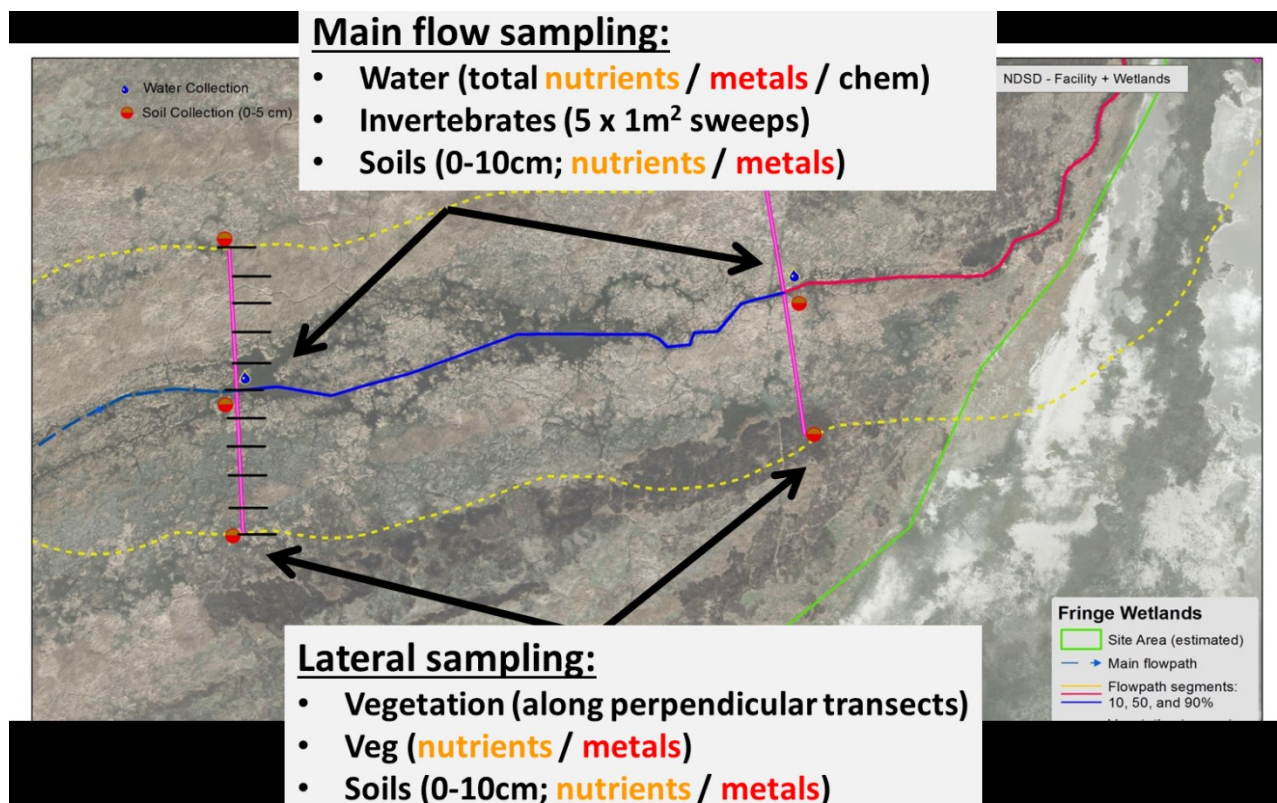 Main flow sampling:
• Water (total nutrients / metals / chem)
• Invertebrates (5 x 1m² sweeps)
• Soils (0-10cm; nutrients / metals)
Water Collection
Soil Collection (0-5 cm)
NDSD - Facility + Wetlands
Lateral sampling:
• Vegetation (along perpendicular transects)
• Veg (nutrients / metals)
• Soils (0-10cm; nutrients / metals)
Fringe Wetlands
Site Area (estimated)
Main flowpath
Flowpath segments:
10, 50, and 90%